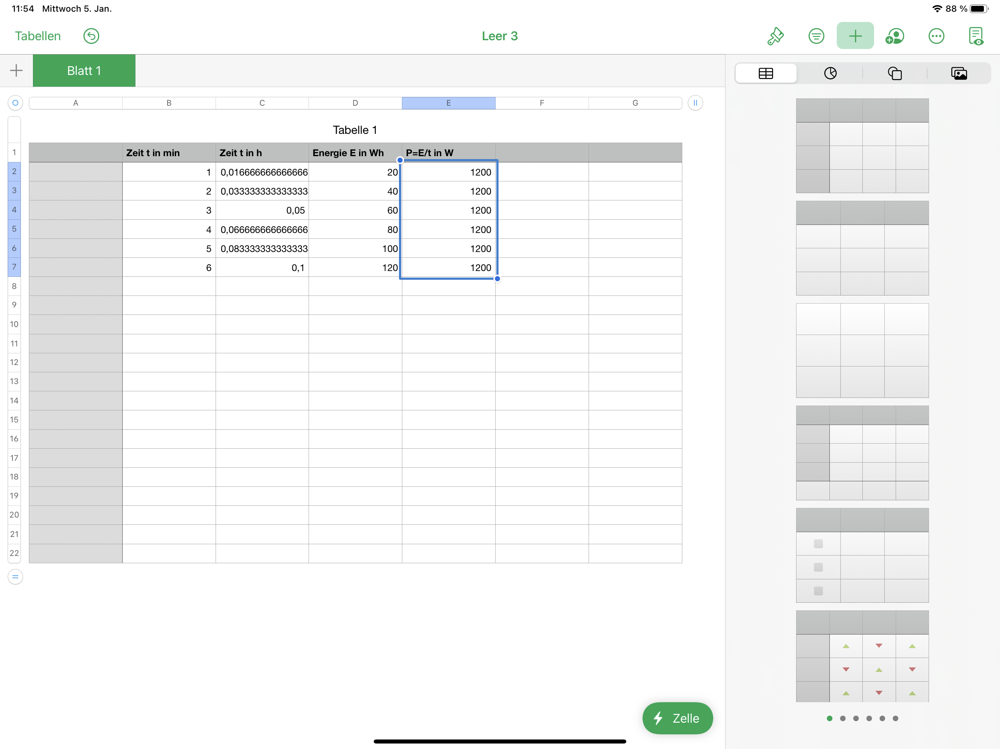 11:54 Mittwoch 5. Jan. 88 %
Tabellen Leer 3
Blatt 1
A B C D E F G
Tabelle 1
1 Zeit t in min Zeit t in h Energie E in Wh P=E/t in W
2 1 0,016666666666666 20 1200
3 2 0,033333333333333 40 1200
4 3 0,05 60 1200
5 4 0,066666666666666 80 1200
6 5 0,083333333333333 100 1200
7 6 0,1 120 1200
8
9
10
11
12
13
14
15
16
17
18
19
20
21
22
Zelle